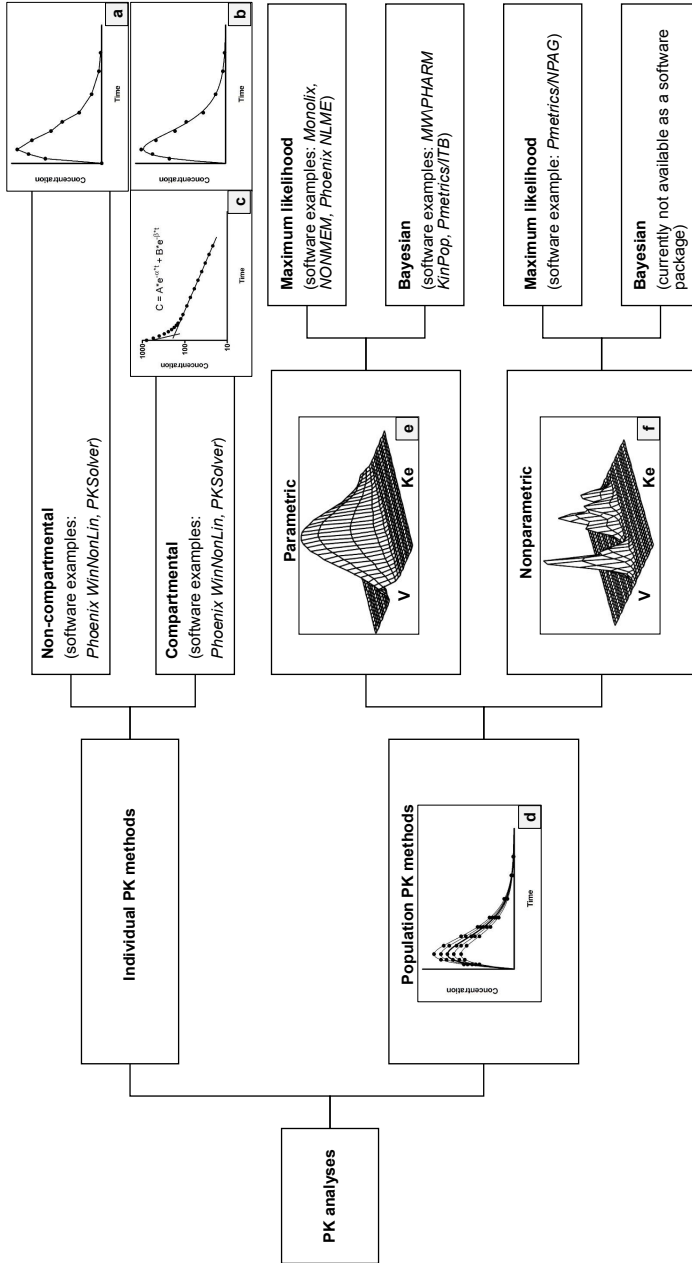 PK analyses
Individual PK methods
Non-compartmental
(software examples:
Phoenix WinNonLin, PKSolver)
Concentration
Time
a
Compartmental
(software examples:
Phoenix WinNonLin, PKSolver)
1000
100
10
Concentration
C = A*e-α*t + B*e-β*t
Time
c
Concentration
Time
b
Population PK methods
Concentration
Time
d
Parametric
V
Ke
e
Maximum likelihood
(software examples: Monolix,
NONMEM, Phoenix NLME)
Bayesian
(software examples: MW\PHARM
KinPop, Pmetrics/ITB)
Nonparametric
V
Ke
f
Maximum likelihood
(software example: Pmetrics/NPAG)
Bayesian
(currently not available as a software
package)